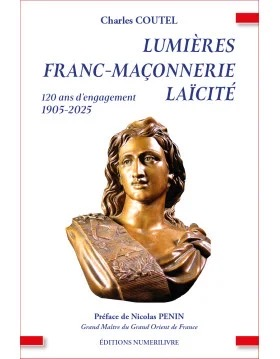 Charles COUTEL
LUMIÈRES
FRANC-MAÇONNERIE
LAÏCITÉ
120 ans d'engagement
1905-2025
Préface de Nicolas PENIN
Grand Maître du Grand Orient de France
ÉDITIONS NUMERILIVRE